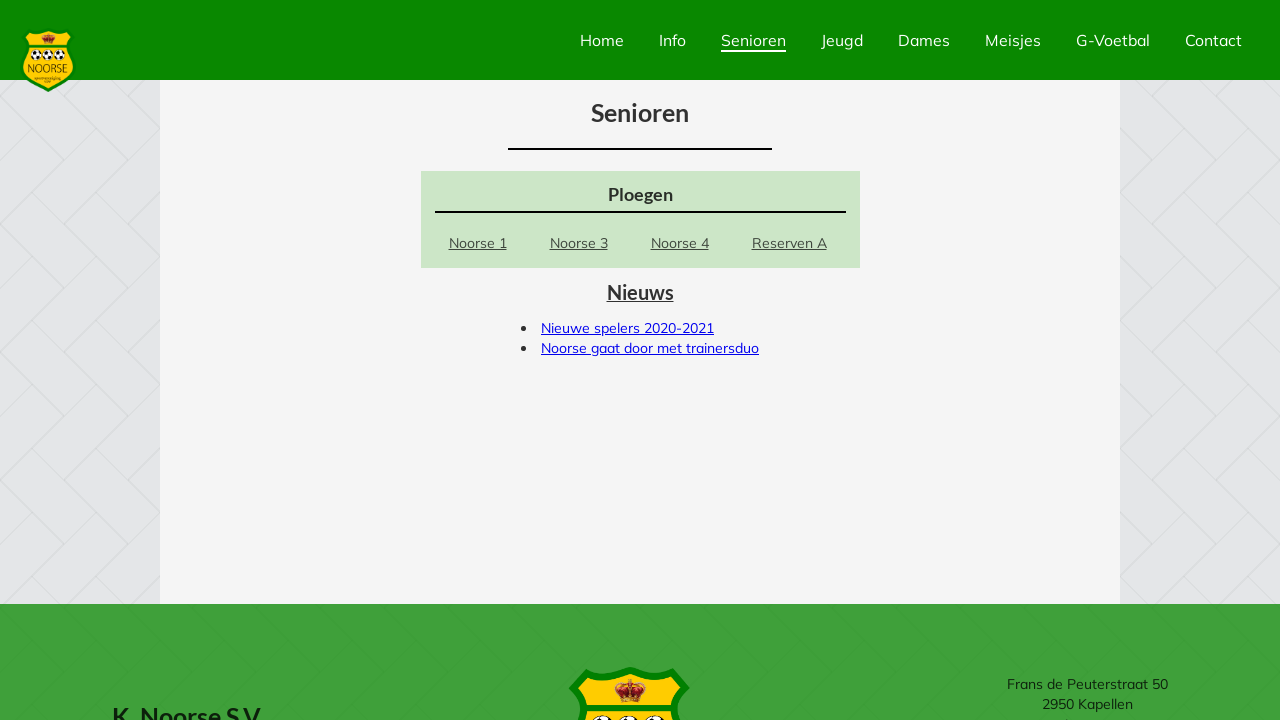 NOORSE
Home Info Senioren Jeugd Dames Meisjes G-Voetbal Contact
Senioren
Ploegen
Noorse 1 Noorse 3 Noorse 4 Reserven A
Nieuws
Nieuwe spelers 2020-2021
Noorse gaat door met trainersduo
K. Noorse S.V.
Frans de Peuterstraat 50
2950 Kapellen